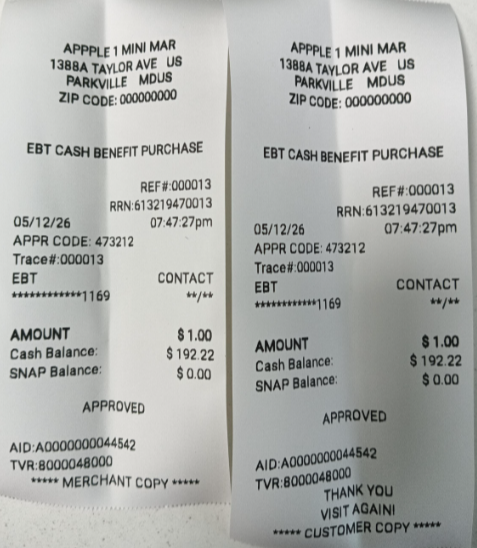 APPPLE 1 MINI MAR
1388A TAYLOR AVE US
PARKVILLE MDUS
ZIP CODE: 000000000
EBT CASH BENEFIT PURCHASE
REF#:000013
RRN:613219470013
05/12/26 07:47:27pm
APPR CODE: 473212
Trace#:000013
EBT CONTACT
************1169 **/**
AMOUNT $ 1.00
Cash Balance: $ 192.22
SNAP Balance: $ 0.00
APPROVED
AID:A0000000044542
TVR:8000048000
***** MERCHANT COPY *****
APPPLE 1 MINI MAR
1388A TAYLOR AVE US
PARKVILLE MDUS
ZIP CODE: 000000000
EBT CASH BENEFIT PURCHASE
REF#:000013
RRN:613219470013
05/12/26 07:47:27pm
APPR CODE: 473212
Trace#:000013
EBT CONTACT
************1169 **/**
AMOUNT $ 1.00
Cash Balance: $ 192.22
SNAP Balance: $ 0.00
APPROVED
AID:A0000000044542
TVR:8000048000
THANK YOU
VISIT AGAIN!
***** CUSTOMER COPY *****